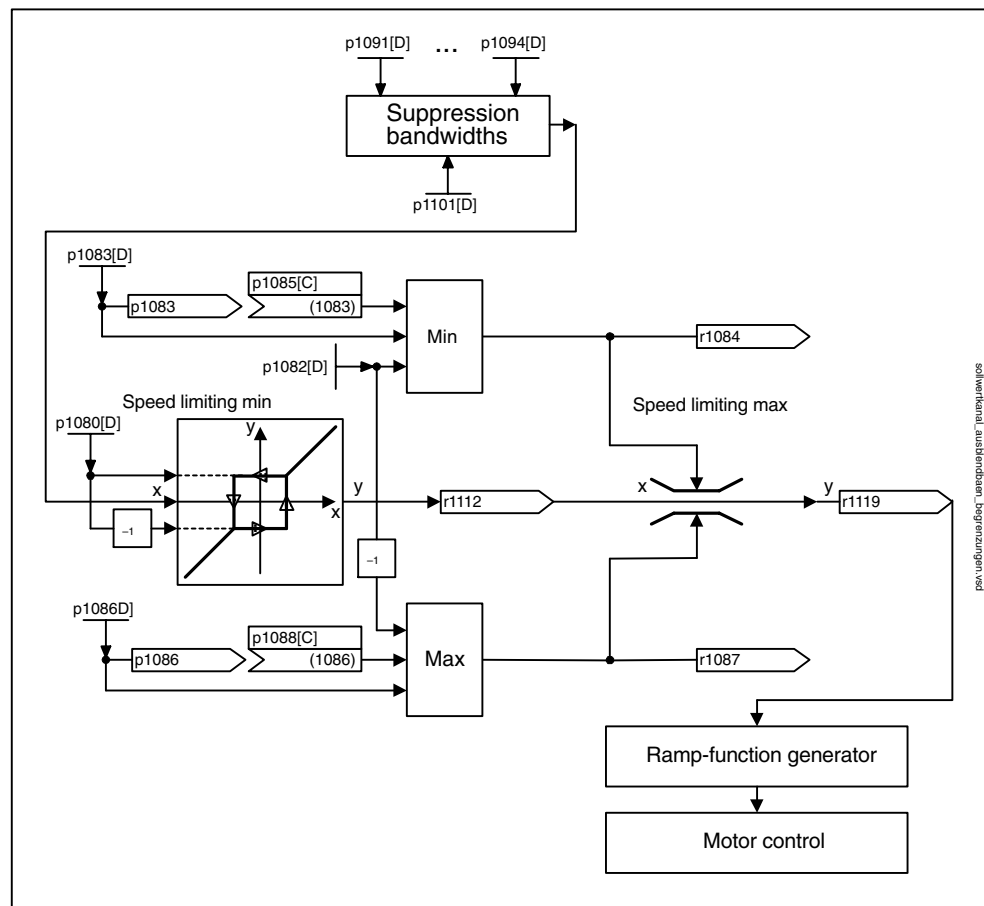 p1091[D] ... p1094[D]
Suppression
bandwidths
p1101[D]
p1083[D]
p1083
p1085[C]
(1083)
Min
r1084
p1082[D]
Speed limiting min
Speed limiting max
p1080[D]
y
x
x
y
r1112
x
y
r1119
−1
−1
p1086D]
p1086
p1088[C]
(1086)
Max
r1087
Ramp-function generator
Motor control
sollwertkanal_ausblendbaen_begrenzungen.vsd